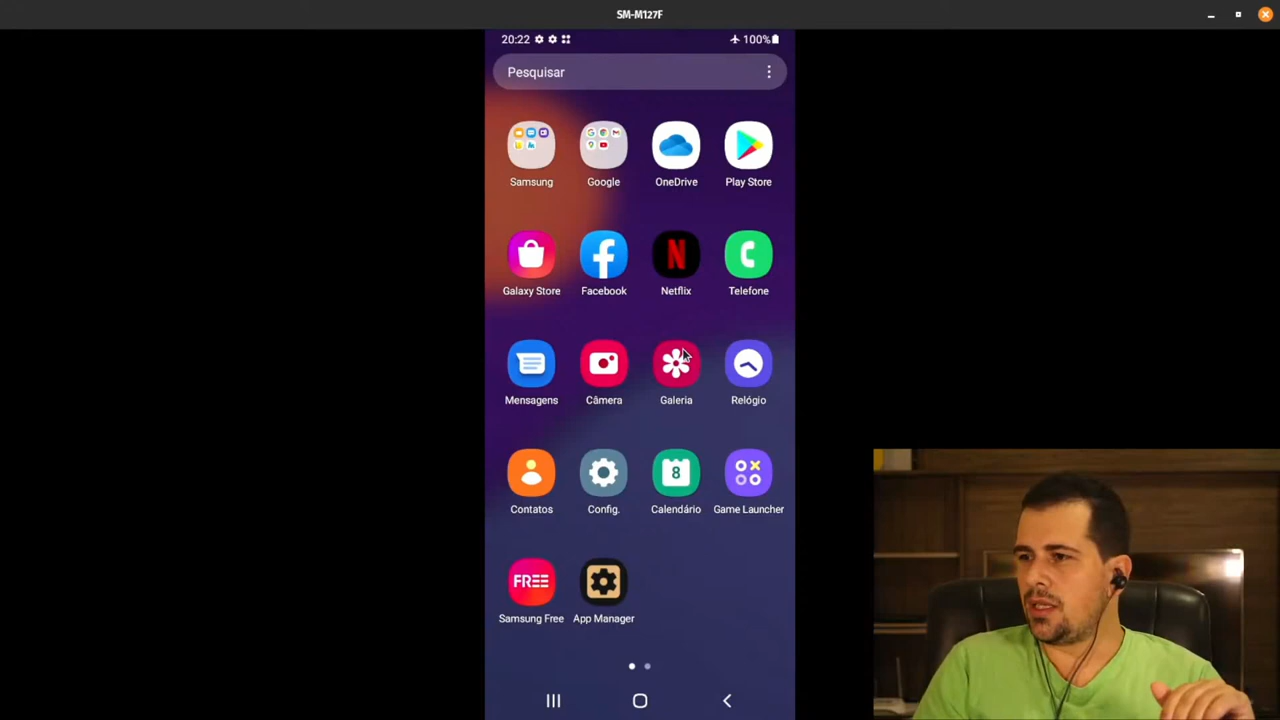 SM-M127F
20:22 100%
Pesquisar
Samsung Google OneDrive Play Store
Galaxy Store Facebook Netflix Telefone
Mensagens Câmera Galeria Relógio
8
Contatos Config. Calendário Game Launcher
FREE
Samsung Free App Manager